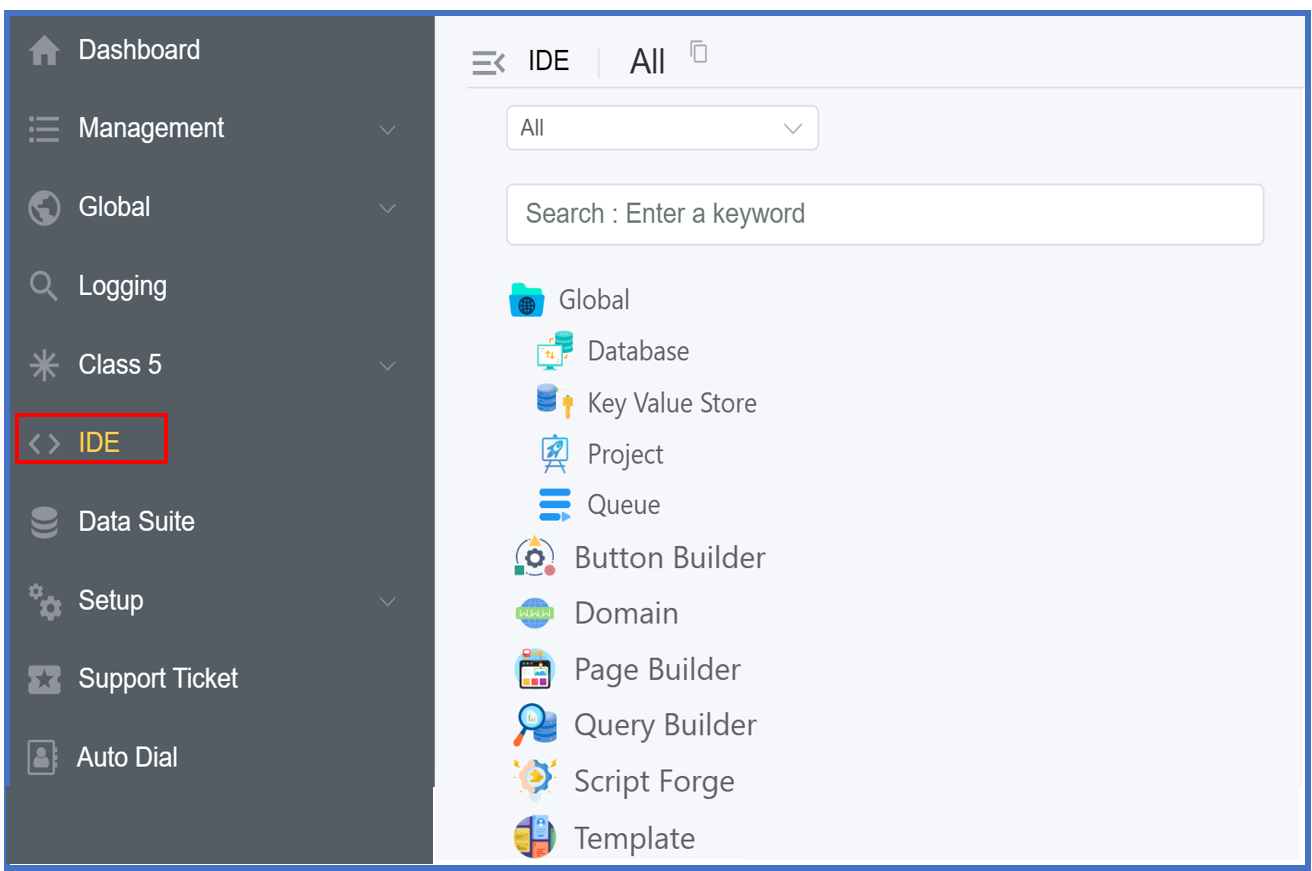 Dashboard
Management
Global
Logging
Class 5
IDE
Data Suite
Setup
Support Ticket
Auto Dial
IDE
All
All
Search : Enter a keyword
Global
Database
Key Value Store
Project
Queue
Button Builder
WWW
Domain
Page Builder
Query Builder
Script Forge
Template